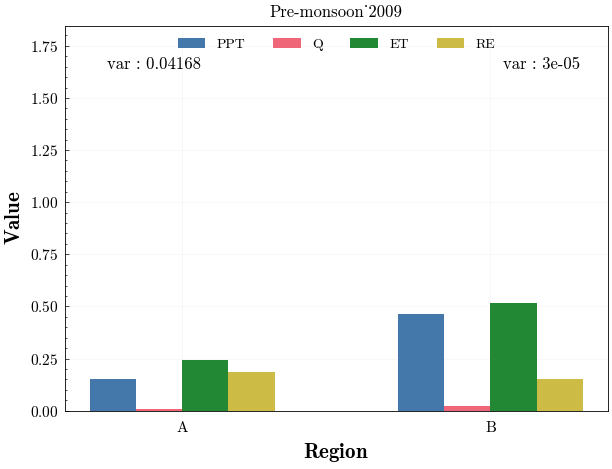 Pre-monsoon˙2009
PPT Q ET RE
var : 0.04168 var : 3e-05
1.75
1.50
1.25
1.00
0.75
0.50
0.25
0.00
Value
A B
Region